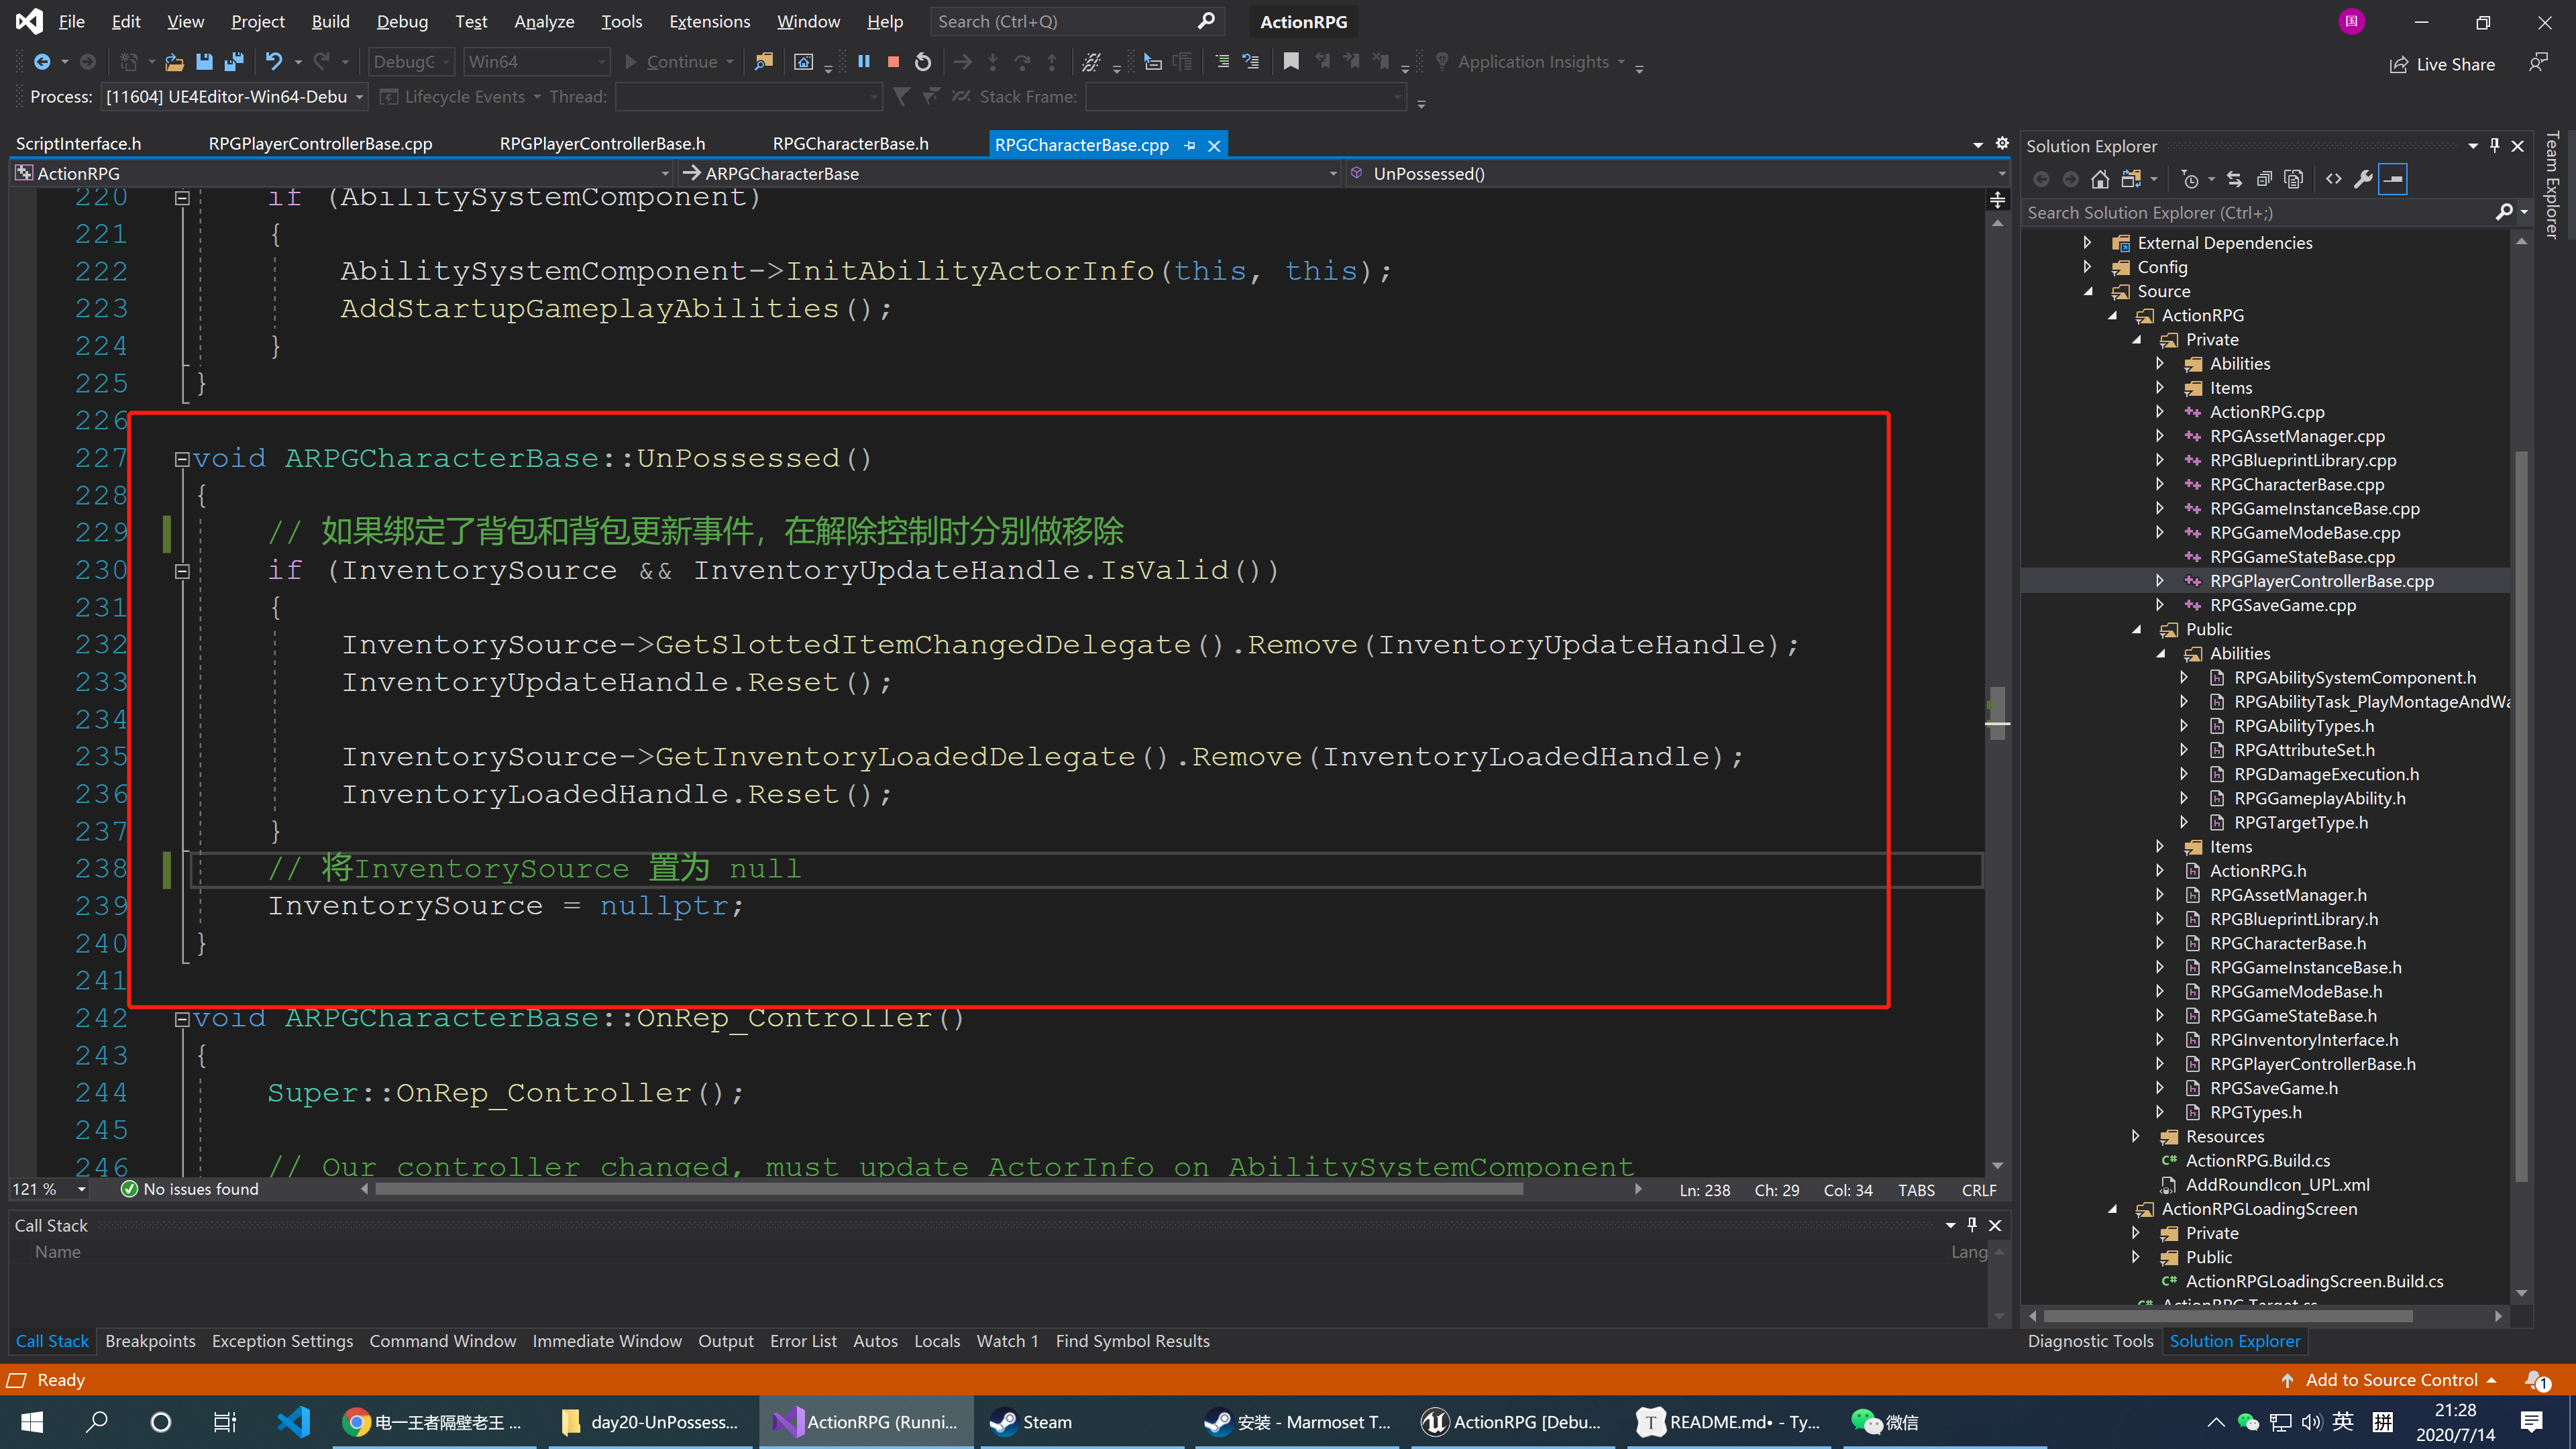 File Edit View Project Build Debug Test Analyze Tools Extensions Window Help Search (Ctrl+Q) ActionRPG 国
DebugG Win64 Continue Application Insights Live Share
Process: [11604] UE4Editor-Win64-Debu Lifecycle Events Thread: Stack Frame:
ScriptInterface.h RPGPlayerControllerBase.cpp RPGPlayerControllerBase.h RPGCharacterBase.h RPGCharacterBase.cpp
ActionRPG ARPGCharacterBase UnPossessed()
220 if (AbilitySystemComponent)
221 {
222 AbilitySystemComponent->InitAbilityActorInfo(this, this);
223 AddStartupGameplayAbilities();
224 }
225 }
226
227 void ARPGCharacterBase::UnPossessed()
228 {
229 // 如果绑定了背包和背包更新事件，在解除控制时分别做移除
230 if (InventorySource && InventoryUpdateHandle.IsValid())
231 {
232 InventorySource->GetSlottedItemChangedDelegate().Remove(InventoryUpdateHandle);
233 InventoryUpdateHandle.Reset();
234
235 InventorySource->GetInventoryLoadedDelegate().Remove(InventoryLoadedHandle);
236 InventoryLoadedHandle.Reset();
237 }
238 // 将InventorySource 置为 null
239 InventorySource = nullptr;
240 }
241
242 void ARPGCharacterBase::OnRep_Controller()
243 {
244 Super::OnRep_Controller();
245
246 // Our controller changed, must update ActorInfo on AbilitySystemComponent
121 % No issues found Ln: 238 Ch: 29 Col: 34 TABS CRLF
Call Stack
Name Lang
Call Stack Breakpoints Exception Settings Command Window Immediate Window Output Error List Autos Locals Watch 1 Find Symbol Results
Solution Explorer
Search Solution Explorer (Ctrl+;)
External Dependencies
Config
Source
ActionRPG
Private
Abilities
Items
ActionRPG.cpp
RPGAssetManager.cpp
RPGBlueprintLibrary.cpp
RPGCharacterBase.cpp
RPGGameInstanceBase.cpp
RPGGameModeBase.cpp
RPGGameStateBase.cpp
RPGPlayerControllerBase.cpp
RPGSaveGame.cpp
Public
Abilities
RPGAbilitySystemComponent.h
RPGAbilityTask_PlayMontageAndWa
RPGAbilityTypes.h
RPGAttributeSet.h
RPGDamageExecution.h
RPGGameplayAbility.h
RPGTargetType.h
Items
ActionRPG.h
RPGAssetManager.h
RPGBlueprintLibrary.h
RPGCharacterBase.h
RPGGameInstanceBase.h
RPGGameModeBase.h
RPGGameStateBase.h
RPGInventoryInterface.h
RPGPlayerControllerBase.h
RPGSaveGame.h
RPGTypes.h
Resources
ActionRPG.Build.cs
AddRoundIcon_UPL.xml
ActionRPGLoadingScreen
Private
Public
ActionRPGLoadingScreen.Build.cs
ActionRPG.Target.cs
Diagnostic Tools Solution Explorer
Team Explorer
Ready Add to Source Control 1
电一王者隔壁老王 ... day20-UnPossess... ActionRPG (Runni... Steam 安装 - Marmoset T... ActionRPG [Debu... README.md• - Ty... 微信 英 拼 21:28
2020/7/14